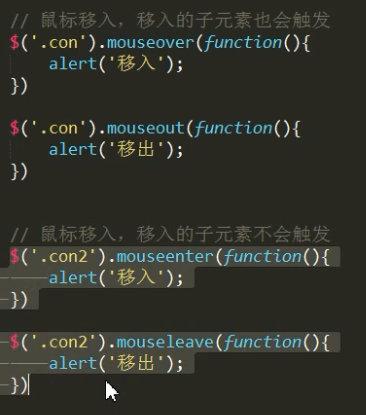 // 鼠标移入，移入的子元素也会触发
$('.con').mouseover(function(){
    alert('移入');
})
$('.con').mouseout(function(){
    alert('移出');
})
// 鼠标移入，移入的子元素不会触发
$('.con2').mouseenter(function(){
    alert('移入');
})
$('.con2').mouseleave(function(){
    alert('移出');
})